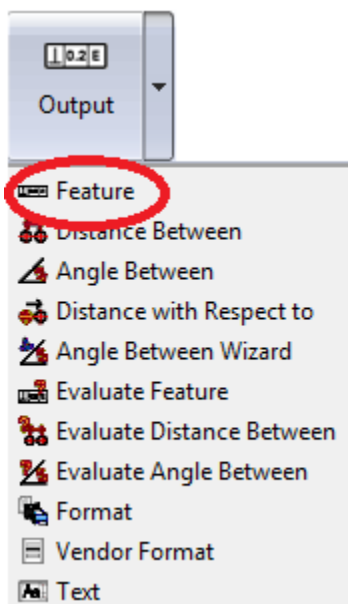 ⊥ 0.2 E
Output
Feature
Distance Between
Angle Between
Distance with Respect to
Angle Between Wizard
Evaluate Feature
Evaluate Distance Between
Evaluate Angle Between
Format
Vendor Format
Text